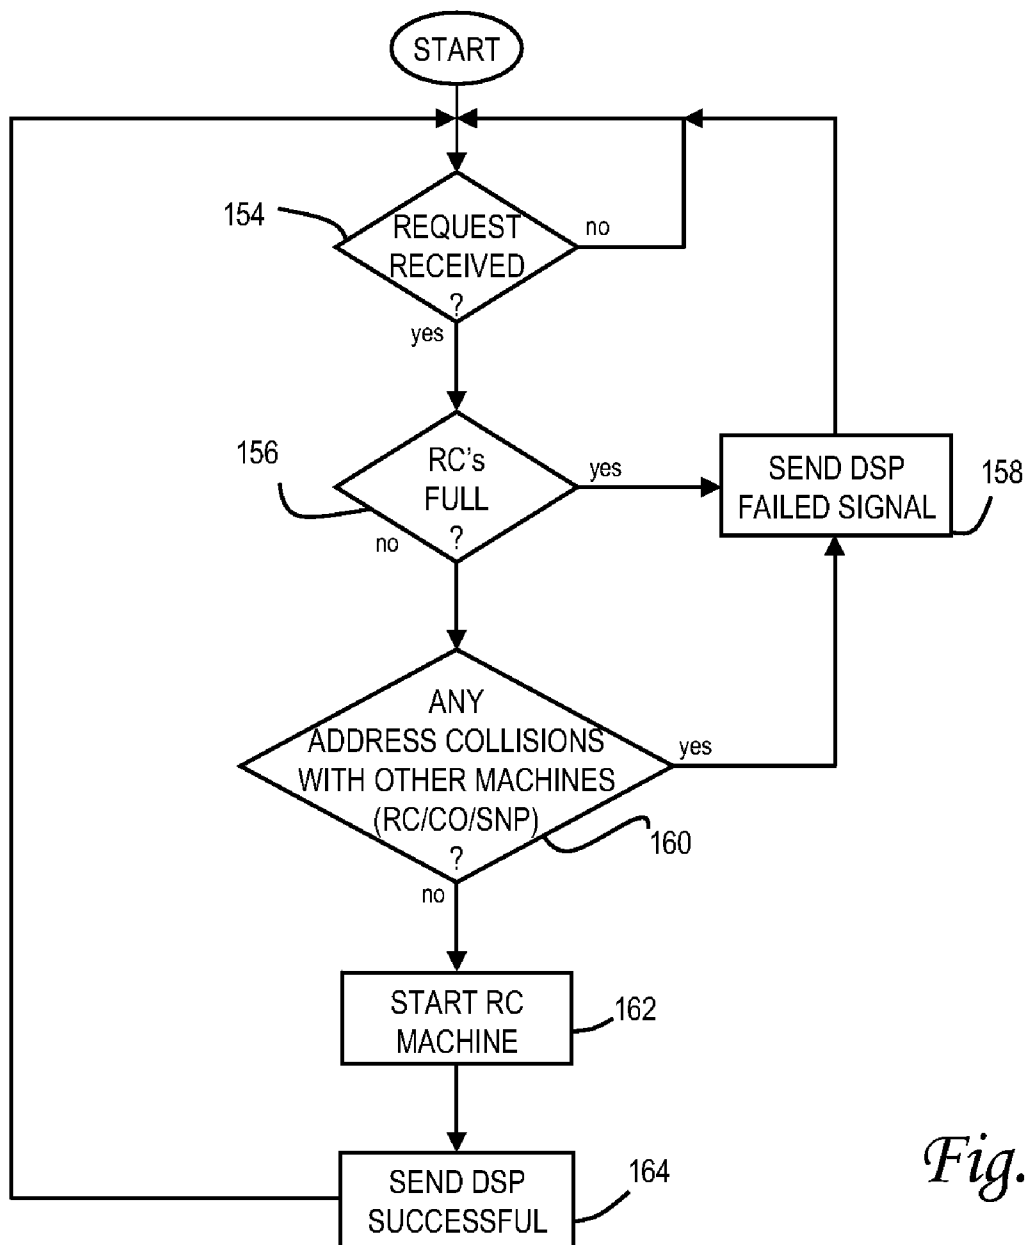 START
154
REQUEST
RECEIVED
?
no
yes
156
RC's
FULL
?
yes
no
SEND DSP
FAILED SIGNAL
158
ANY
ADDRESS COLLISIONS
WITH OTHER MACHINES
(RC/CO/SNP)
?
yes
160
no
START RC
MACHINE
162
SEND DSP
SUCCESSFUL
164
Fig.